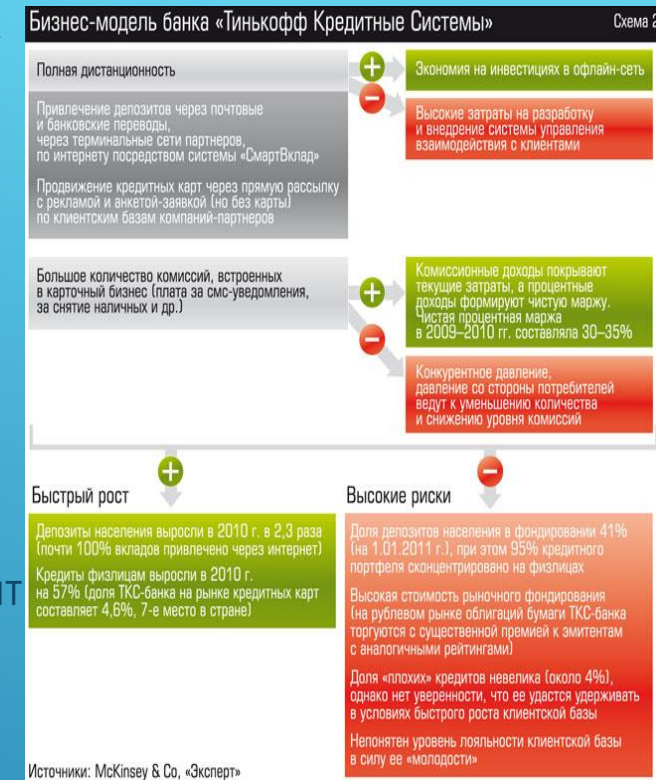 Бизнес-модель банка «Тинькофф Кредитные Системы»
Схема 2
Полная дистанционность
Экономия на инвестициях в офлайн-сеть
Привлечение депозитов через почтовые
и банковские переводы,
через терминальные сети партнеров,
по интернету посредством системы «СмартВклад»
Продвижение кредитных карт через прямую рассылку
с рекламой и анкетой-заявкой (но без карты)
по клиентским базам компаний-партнеров
Высокие затраты на разработку
и внедрение системы управления
взаимодействия с клиентами
Большое количество комиссий, встроенных
в карточный бизнес (плата за смс-уведомления,
за снятие наличных и др.)
Комиссионные доходы покрывают
текущие затраты, а процентные
доходы формируют чистую маржу.
Чистая процентная маржа
в 2009–2010 гг. составляла 30–35%
Конкурентное давление,
давление со стороны потребителей
ведут к уменьшению количества
и снижению уровня комиссий
Быстрый рост
Депозиты населения выросли в 2010 г. в 2,3 раза
(почти 100% вкладов привлечено через интернет)
Кредиты физлицам выросли в 2010 г.
на 57% (доля ТКС-банка на рынке кредитных карт
составляет 4,6%, 7-е место в стране)
Высокие риски
Доля депозитов населения в фондировании 41%
(на 1.01.2011 г.), при этом 95% кредитного
портфеля сконцентрировано на физлицах
Высокая стоимость рыночного фондирования
(на рублевом рынке облигаций бумаги ТКС-банка
торгуются с существенной премией к эмитентам
с аналогичными рейтингами)
Доля «плохих» кредитов невелика (около 4%),
однако нет уверенности, что ее удастся удерживать
в условиях быстрого роста клиентской базы
Непонятен уровень лояльности клиентской базы
в силу ее «молодости»
Источники: McKinsey & Co, «Эксперт»